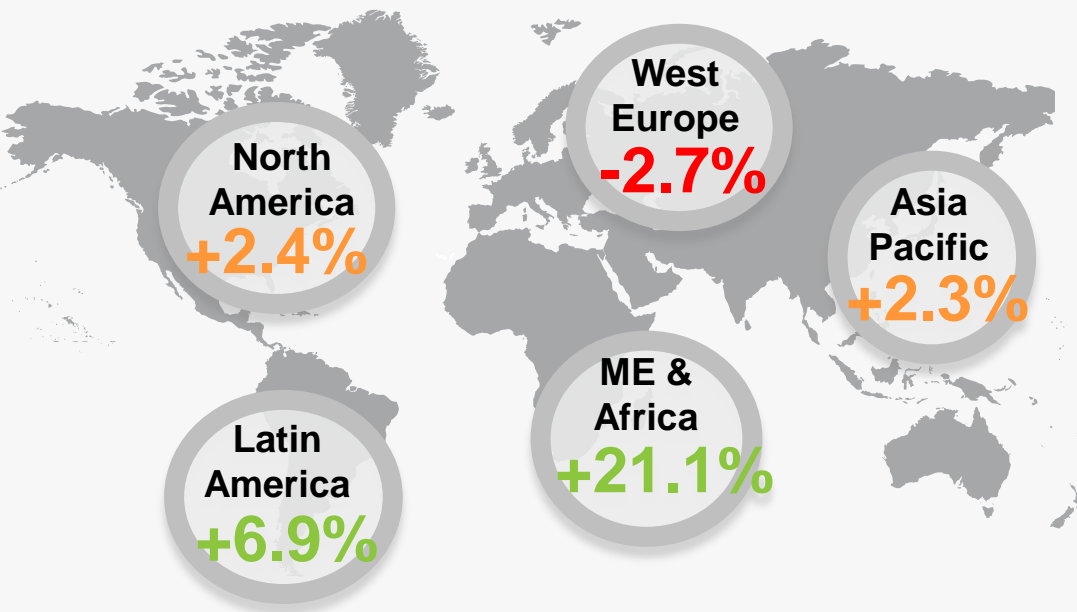 West
Europe
-2.7%
North
America
+2.4%
Asia
Pacific
+2.3%
ME &
Africa
+21.1%
Latin
America
+6.9%